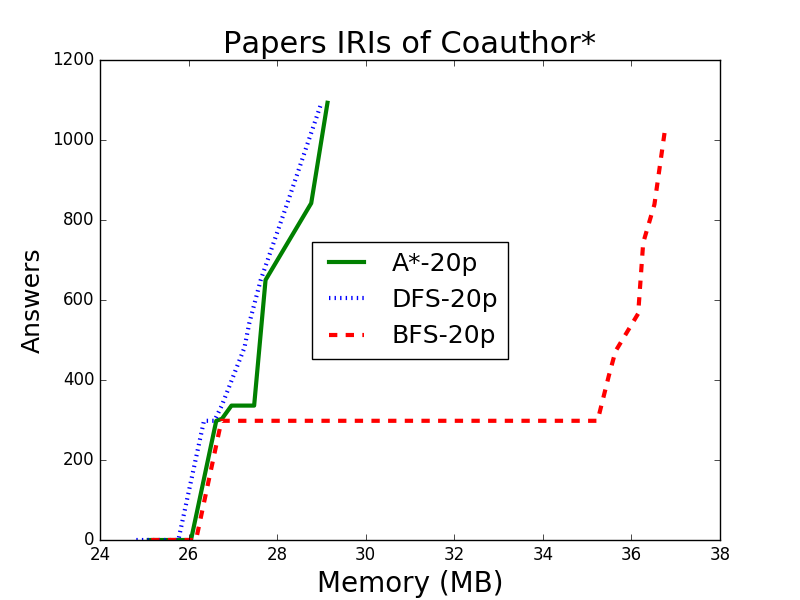 Papers IRIs of Coauthor*
1200
1000
800
600
400
200
0
Answers
A*-20p
DFS-20p
BFS-20p
24 26 28 30 32 34 36 38
Memory (MB)